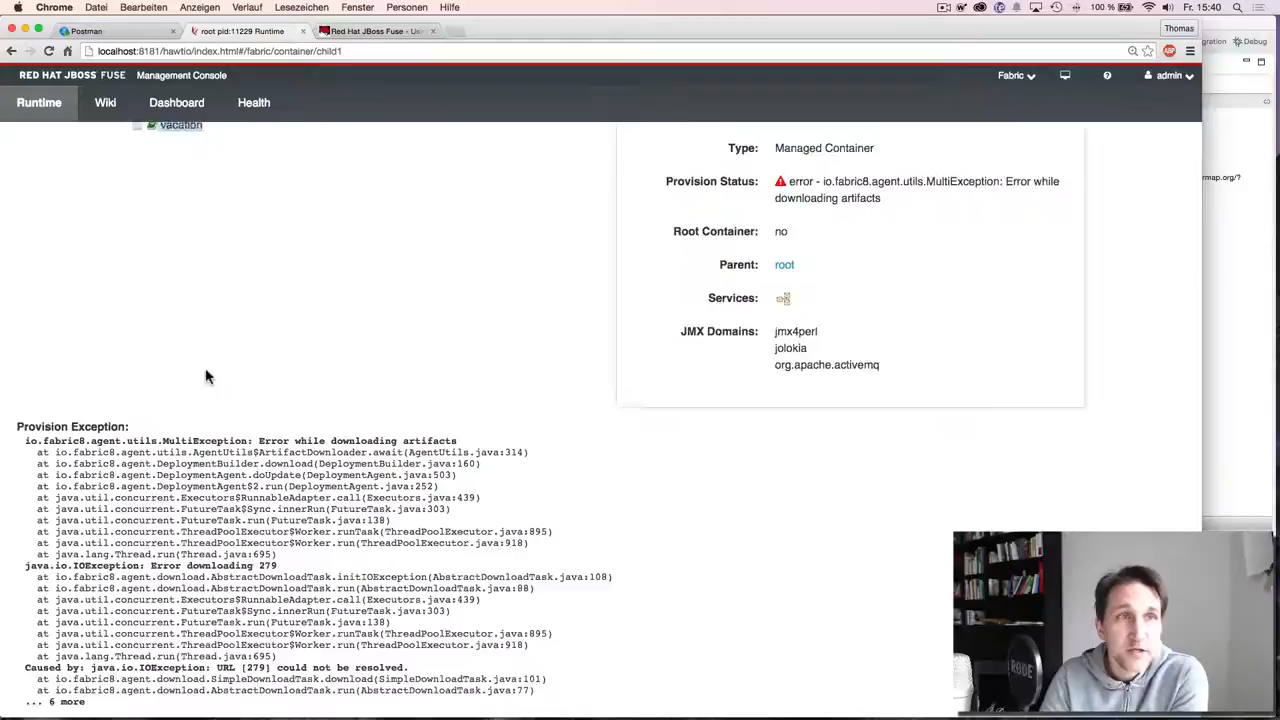 Chrome Datei Bearbeiten Anzeigen Verlauf Lesezeichen Fenster Personen Hilfe 100 % Fr. 15:40
Postman root pid:11229 Runtime Red Hat JBoss Fuse - Us Thomas
localhost:8181/hawtio/index.html#/fabric/container/child1 ABP
gration Debug
RED HAT JBOSS FUSE Management Console Fabric admin
Runtime Wiki Dashboard Health
vacation
Type: Managed Container
Provision Status: error - io.fabric8.agent.utils.MultiException: Error while
downloading artifacts
rmap.org/?
Root Container: no
Parent: root
Services:
JMX Domains: jmx4perl
jolokia
org.apache.activemq
Provision Exception:
io.fabric8.agent.utils.MultiException: Error while downloading artifacts
at io.fabric8.agent.utils.AgentUtils$ArtifactDownloader.await(AgentUtils.java:314)
at io.fabric8.agent.DeploymentBuilder.download(DeploymentBuilder.java:160)
at io.fabric8.agent.DeploymentAgent.doUpdate(DeploymentAgent.java:503)
at io.fabric8.agent.DeploymentAgent$2.run(DeploymentAgent.java:252)
at java.util.concurrent.Executors$RunnableAdapter.call(Executors.java:439)
at java.util.concurrent.FutureTask$Sync.innerRun(FutureTask.java:303)
at java.util.concurrent.FutureTask.run(FutureTask.java:138)
at java.util.concurrent.ThreadPoolExecutor$Worker.runTask(ThreadPoolExecutor.java:895)
at java.util.concurrent.ThreadPoolExecutor$Worker.run(ThreadPoolExecutor.java:918)
at java.lang.Thread.run(Thread.java:695)
java.io.IOException: Error downloading 279
at io.fabric8.agent.download.AbstractDownloadTask.initIOException(AbstractDownloadTask.java:108)
at io.fabric8.agent.download.AbstractDownloadTask.run(AbstractDownloadTask.java:88)
at java.util.concurrent.Executors$RunnableAdapter.call(Executors.java:439)
at java.util.concurrent.FutureTask$Sync.innerRun(FutureTask.java:303)
at java.util.concurrent.FutureTask.run(FutureTask.java:138)
at java.util.concurrent.ThreadPoolExecutor$Worker.runTask(ThreadPoolExecutor.java:895)
at java.util.concurrent.ThreadPoolExecutor$Worker.run(ThreadPoolExecutor.java:918)
at java.lang.Thread.run(Thread.java:695)
Caused by: java.io.IOException: URL [279] could not be resolved.
at io.fabric8.agent.download.SimpleDownloadTask.download(SimpleDownloadTask.java:101)
at io.fabric8.agent.download.AbstractDownloadTask.run(AbstractDownloadTask.java:77)
... 6 more
RØDE